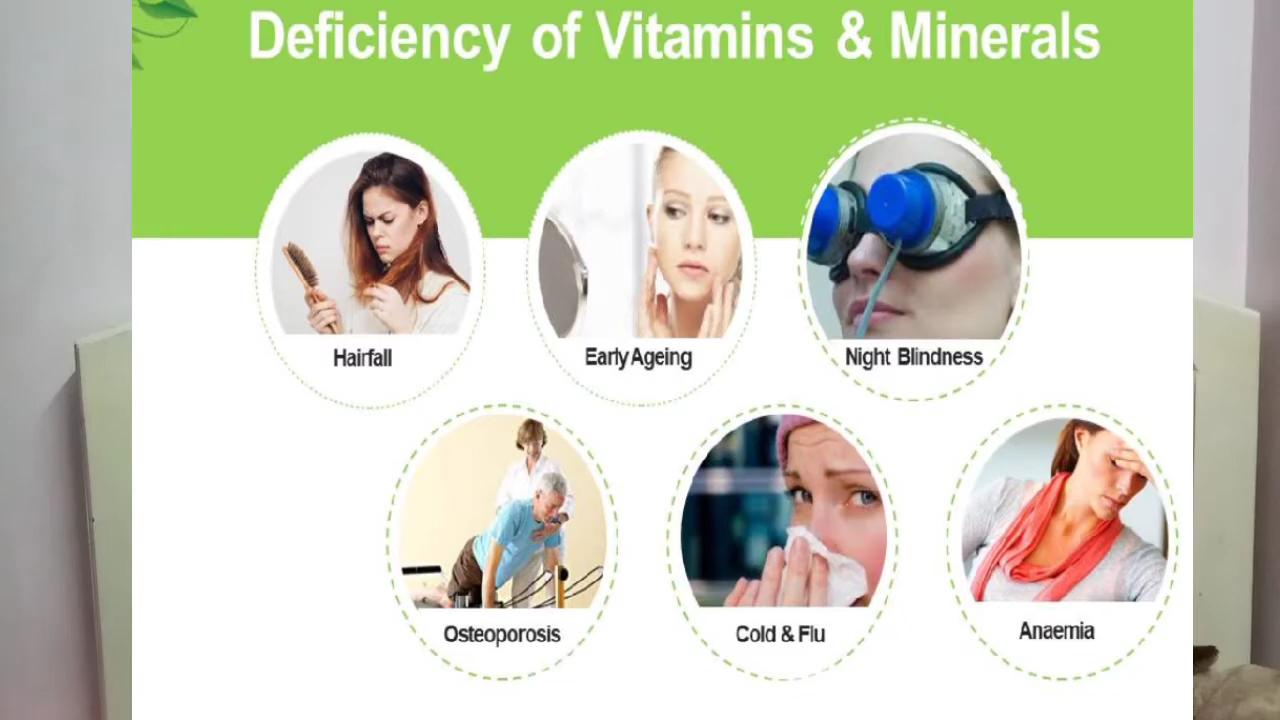 Deficiency of Vitamins & Minerals
Hairfall
Early Ageing
Night Blindness
Osteoporosis
Cold & Flu
Anaemia